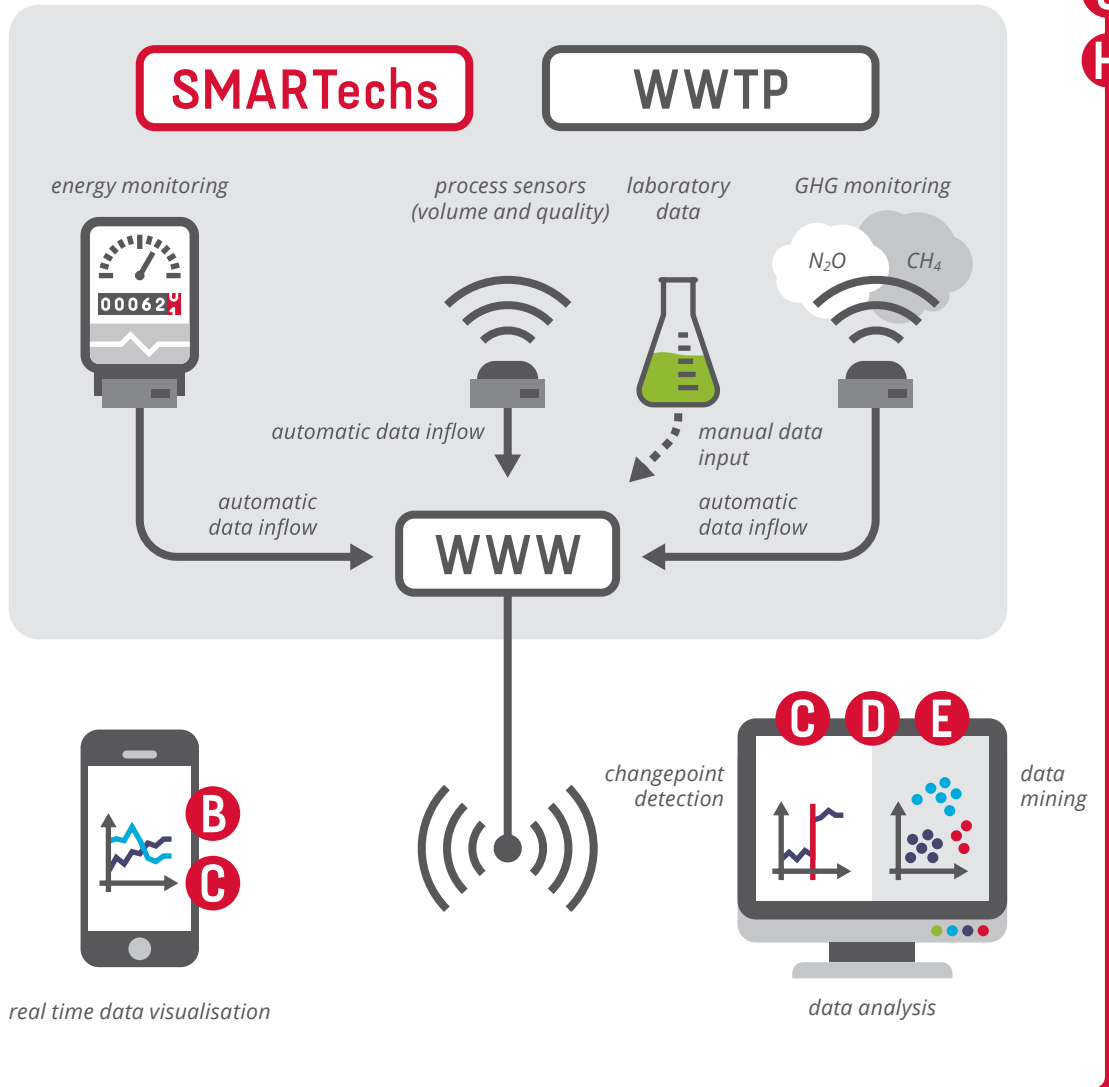 SMARTechs
WWTP
energy monitoring
process sensors
(volume and quality)
laboratory
data
GHG monitoring
N₂O
CH₄
00062
automatic data inflow
manual data
input
automatic
data inflow
automatic
data inflow
WWW
C
D
E
changepoint
detection
data
mining
B
C
real time data visualisation
data analysis
H